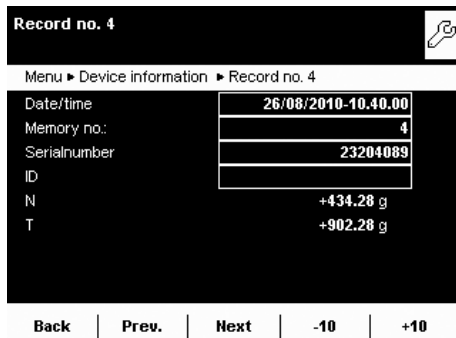 Record no. 4
Menu ▸ Device information ▸ Record no. 4
Date/time 26/08/2010-10.40.00
Memory no.: 4
Serialnumber 23204089
ID
N +434.28 g
T +902.28 g
Back Prev. Next -10 +10